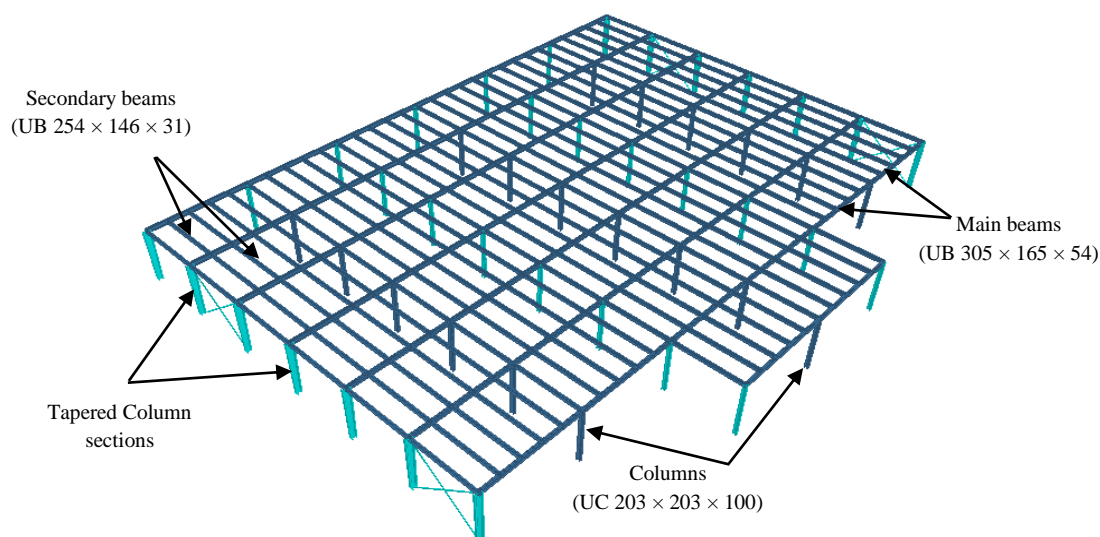 Secondary beams
(UB 254 × 146 × 31)
Main beams
(UB 305 × 165 × 54)
Tapered Column
sections
Columns
(UC 203 × 203 × 100)